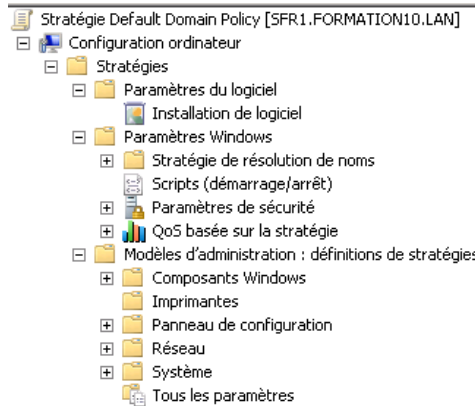 Stratégie Default Domain Policy [SFR1.FORMATION10.LAN]
Configuration ordinateur
Stratégies
Paramètres du logiciel
Installation de logiciel
Paramètres Windows
Stratégie de résolution de noms
Scripts (démarrage/arrêt)
Paramètres de sécurité
QoS basée sur la stratégie
Modèles d'administration : définitions de stratégies
Composants Windows
Imprimantes
Panneau de configuration
Réseau
Système
Tous les paramètres